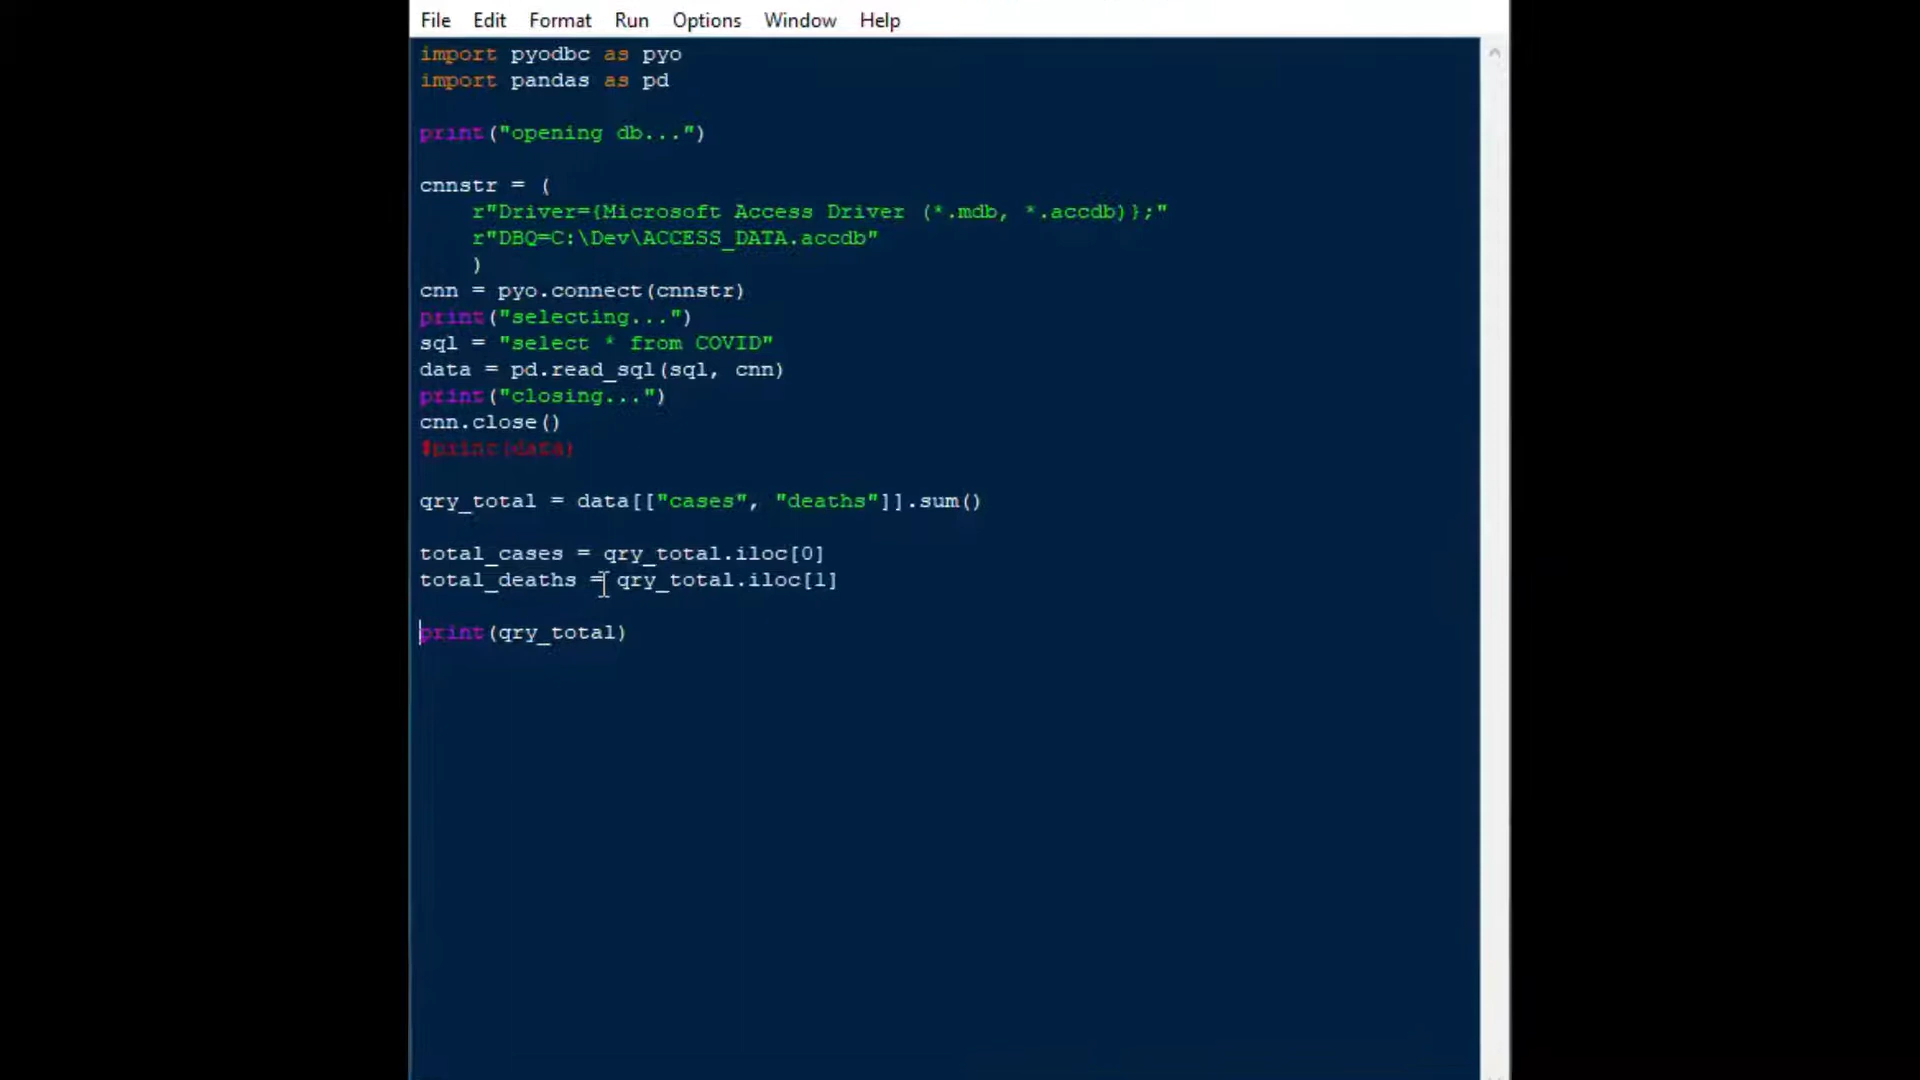 File Edit Format Run Options Window Help
import pyodbc as pyo
import pandas as pd
print("opening db...")
cnnstr = (
r"Driver={Microsoft Access Driver (*.mdb, *.accdb)};"
r"DBQ=C:\Dev\ACCESS_DATA.accdb"
)
cnn = pyo.connect(cnnstr)
print("selecting...")
sql = "select * from COVID"
data = pd.read_sql(sql, cnn)
print("closing...")
cnn.close()
#print(data)
qry_total = data[["cases", "deaths"]].sum()
total_cases = qry_total.iloc[0]
total_deaths = qry_total.iloc[1]
print(qry_total)